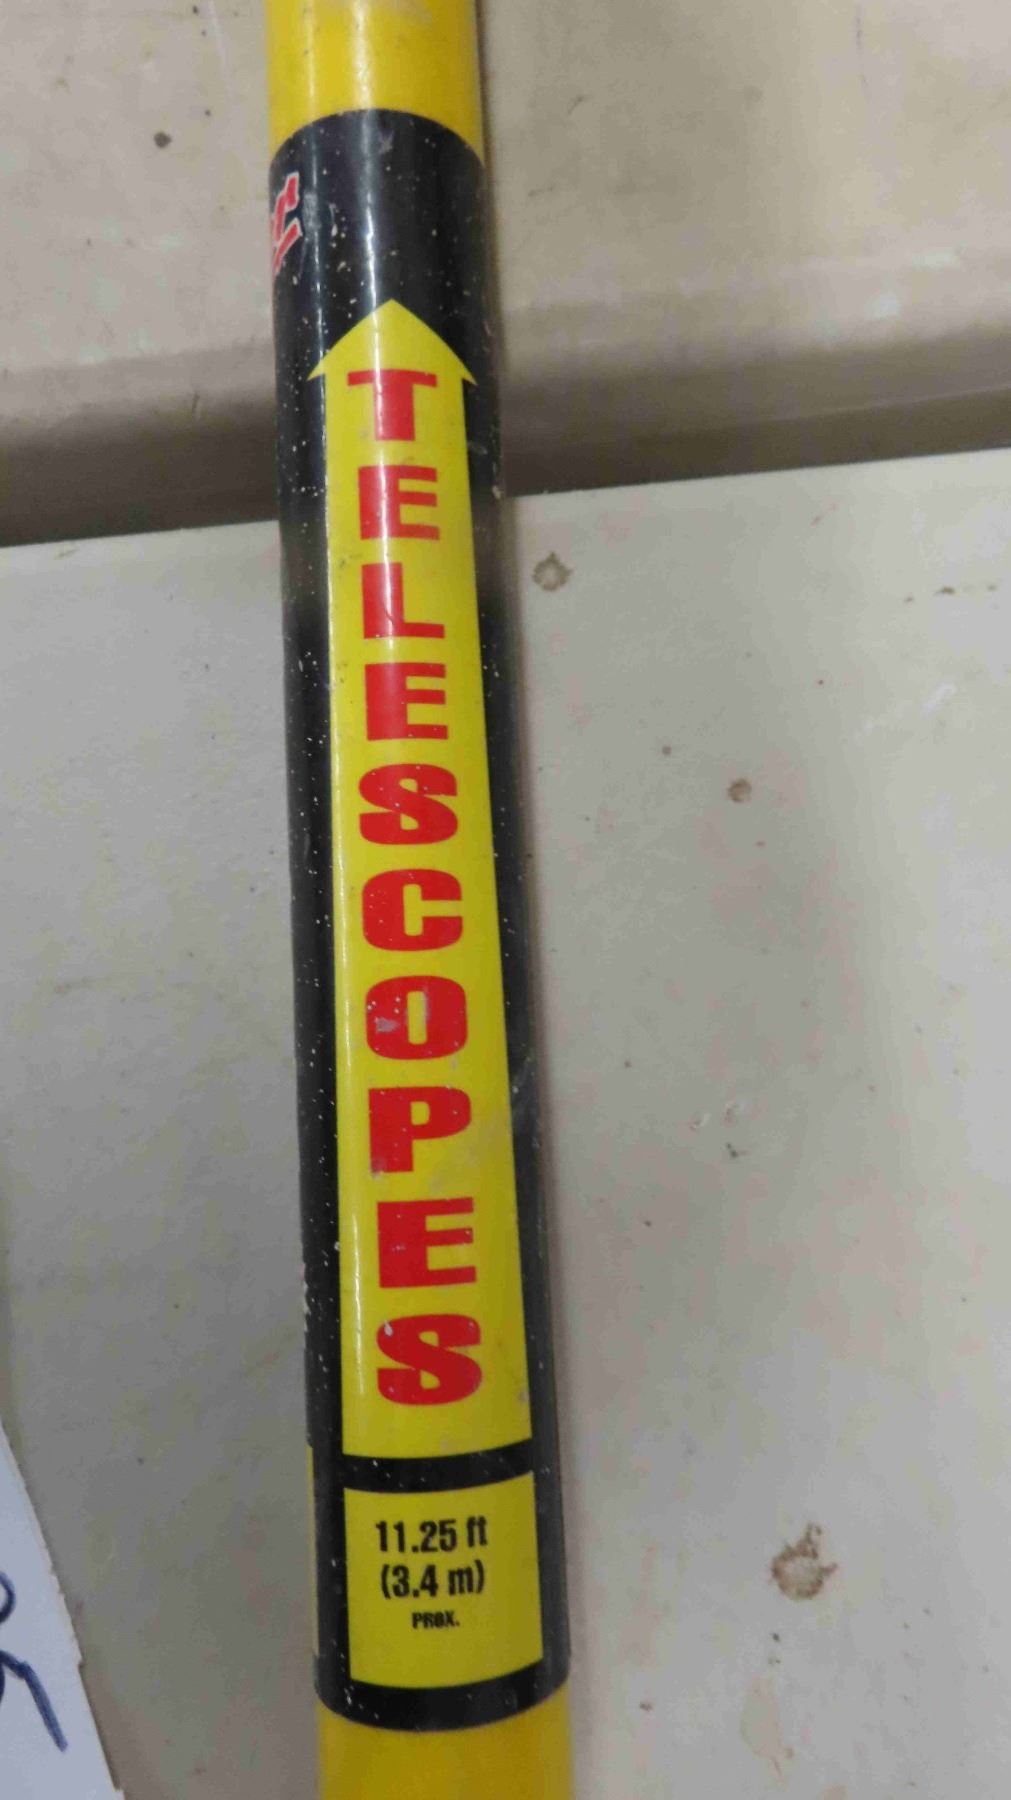 TELESCOPES
11.25 ft
(3.4 m)
PROX.